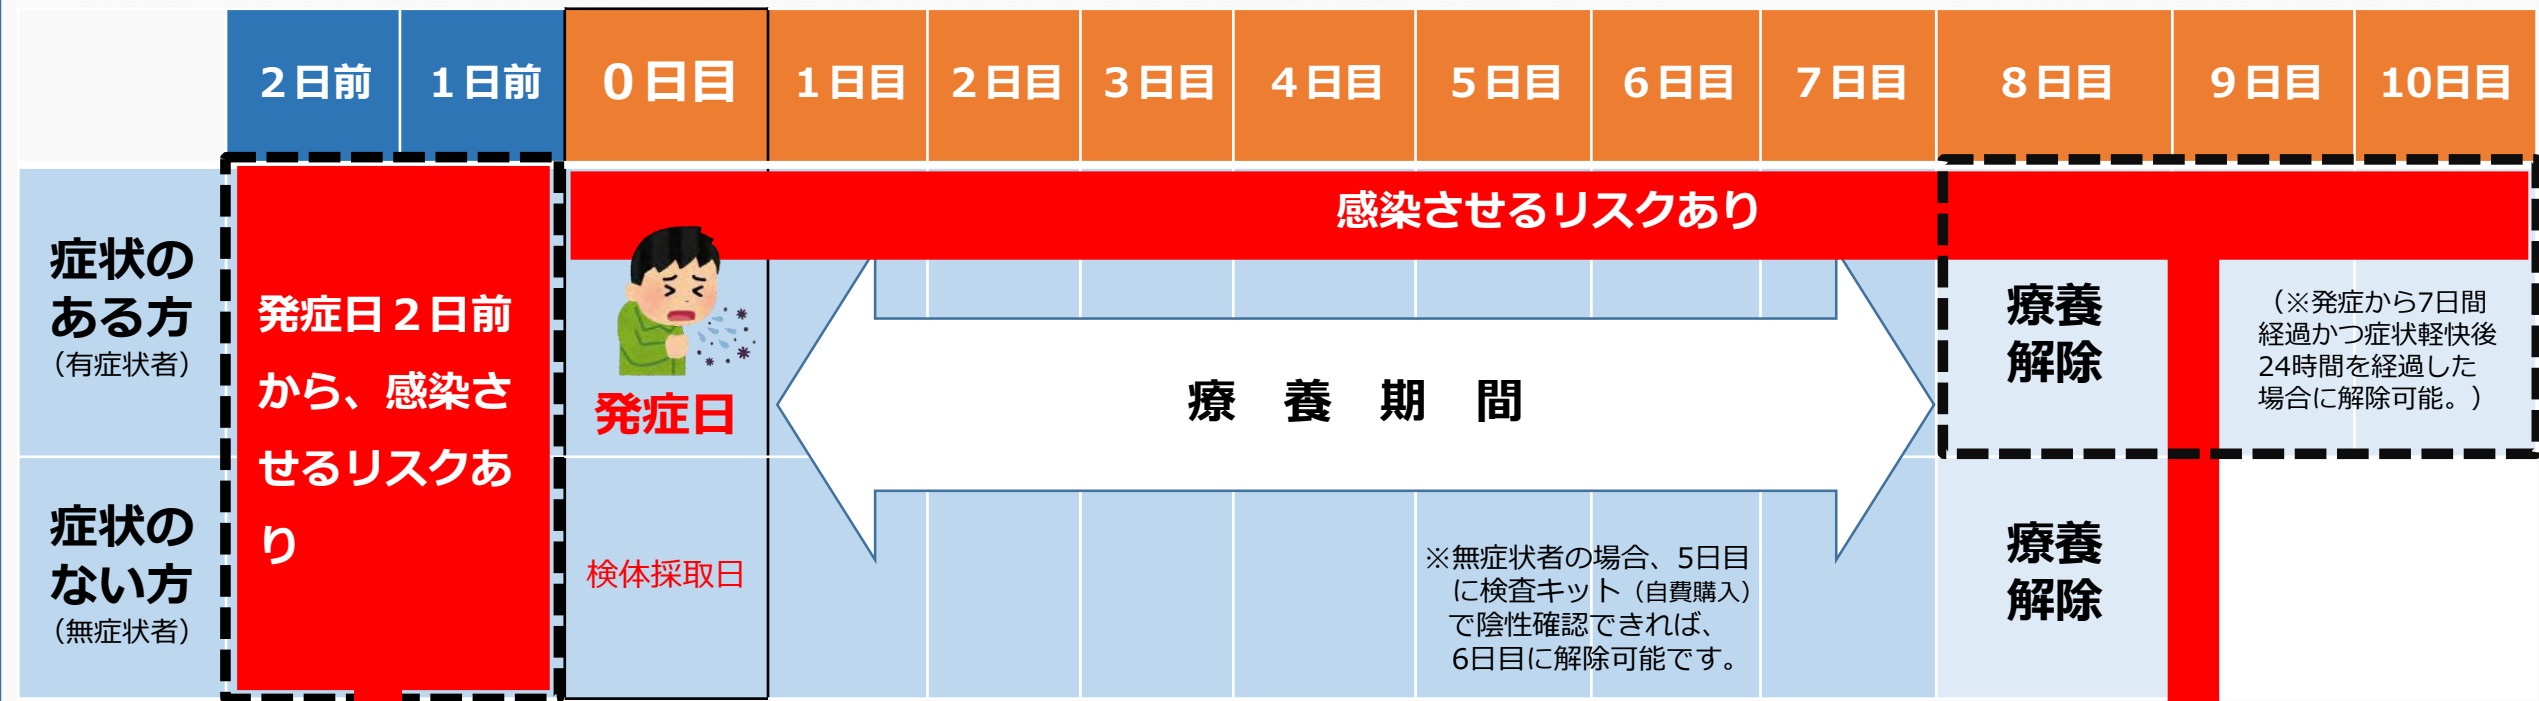 ２日前
１日前
０日目
１日目
２日目
３日目
４日目
５日目
６日目
７日目
８日目
９日目
10日目
症状の
ある方
（有症状者）
発症日２日前
から、感染さ
せるリスクあ
り
感染させるリスクあり
発症日
療 養 期 間
療養
解除
（※発症から7日間
経過かつ症状軽快後
24時間を経過した
場合に解除可能。）
症状の
ない方
（無症状者）
検体採取日
※無症状者の場合、5日目
に検査キット（自費購入）
で陰性確認できれば、
6日目に解除可能です。
療養
解除